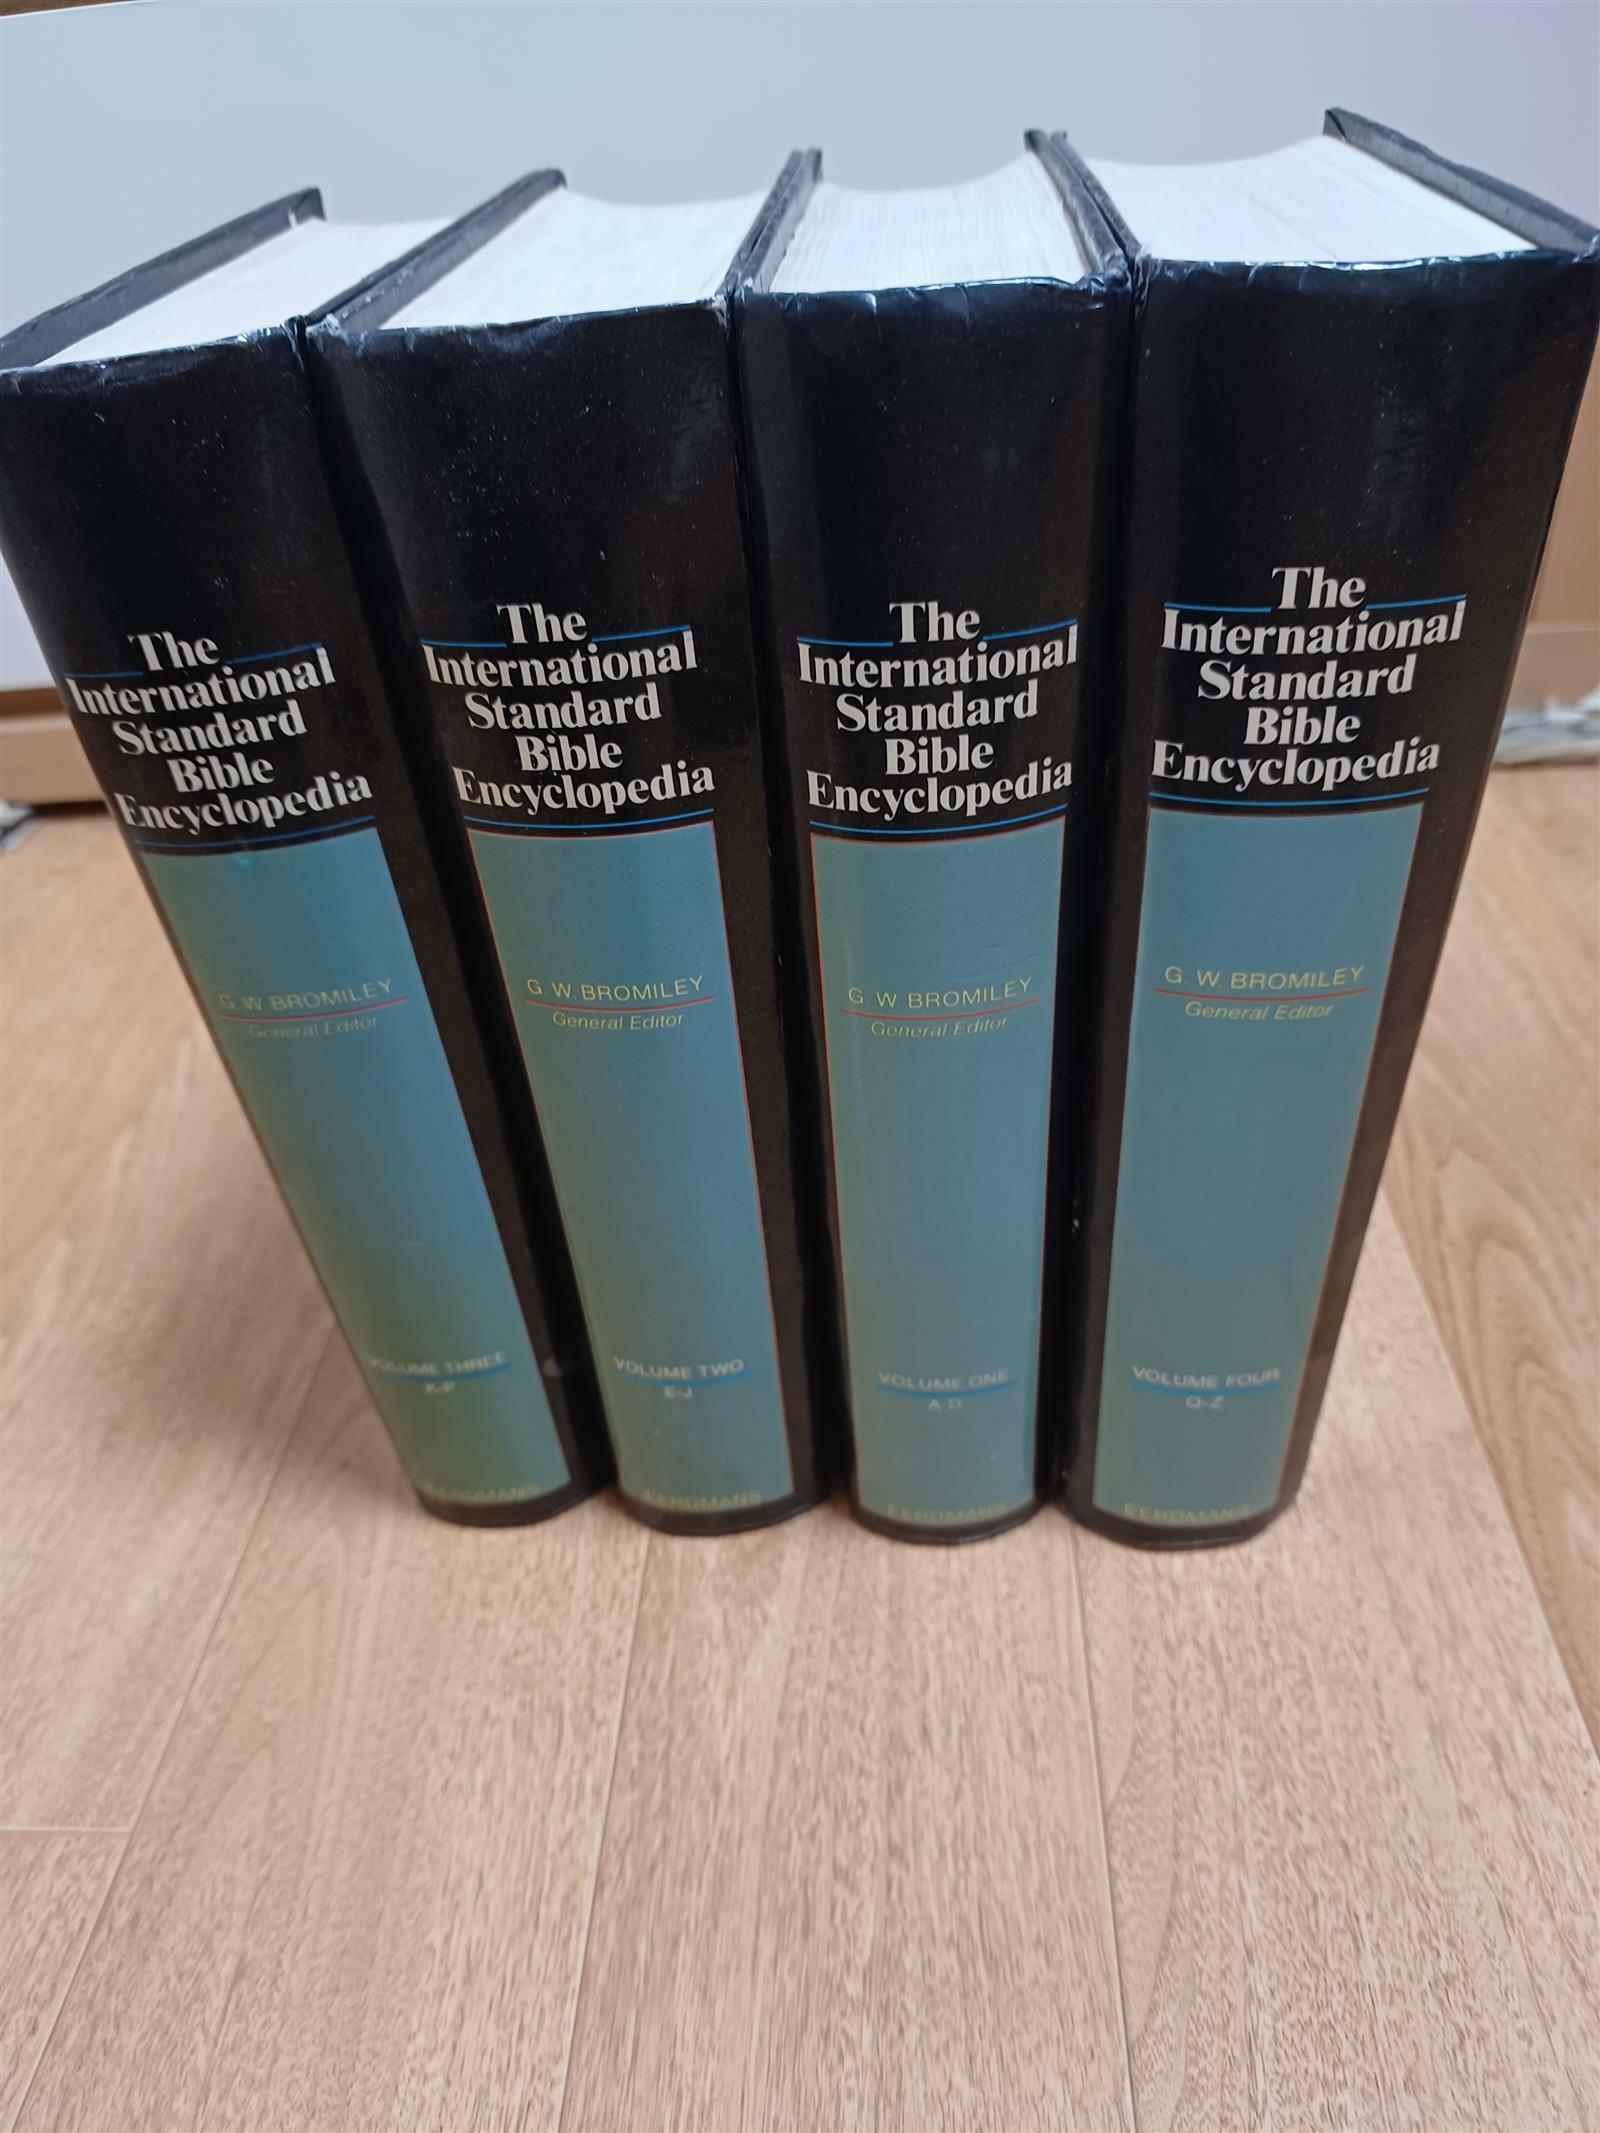 The
International
Standard
Bible
Encyclopedia
G. W. BROMILEY
General Editor
VOLUME THREE
K-P
EERDMANS
The
International
Standard
Bible
Encyclopedia
G. W. BROMILEY
General Editor
VOLUME TWO
E-J
EERDMANS
The
International
Standard
Bible
Encyclopedia
G. W. BROMILEY
General Editor
VOLUME ONE
A-D
EERDMANS
The
International
Standard
Bible
Encyclopedia
G. W. BROMILEY
General Editor
VOLUME FOUR
Q-Z
EERDMANS